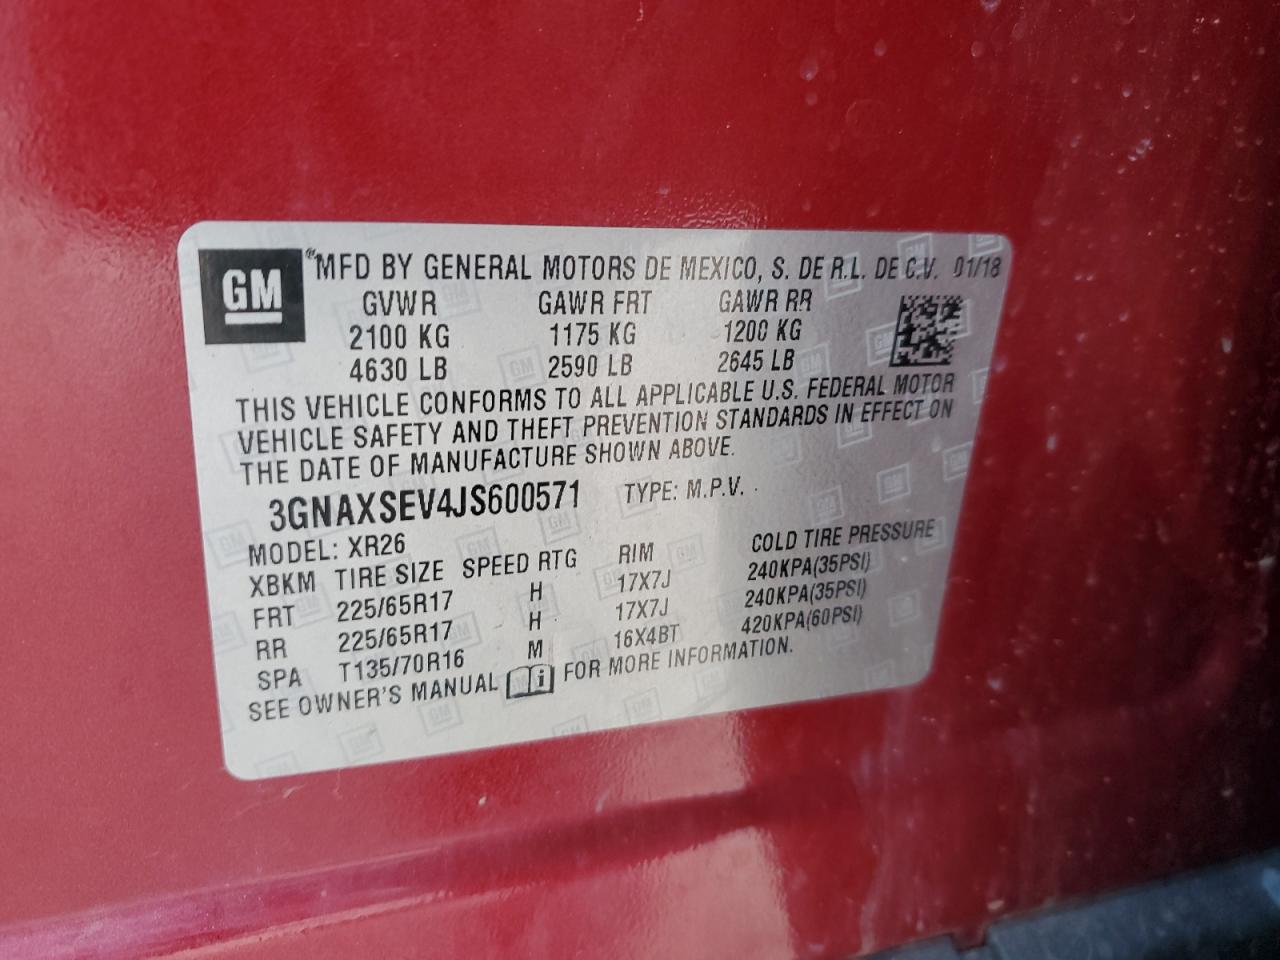 GM ® MFD BY GENERAL MOTORS DE MEXICO, S. DE R.L. DE C.V. 01/18
GVWR GAWR FRT GAWR RR
2100 KG 1175 KG 1200 KG
4630 LB 2590 LB 2645 LB
THIS VEHICLE CONFORMS TO ALL APPLICABLE U.S. FEDERAL MOTOR
VEHICLE SAFETY AND THEFT PREVENTION STANDARDS IN EFFECT ON
THE DATE OF MANUFACTURE SHOWN ABOVE.
3GNAXSEV4JS600571 TYPE: M.P.V.
MODEL: XR26
XBKM TIRE SIZE SPEED RTG RIM COLD TIRE PRESSURE
FRT 225/65R17 H 17X7J 240KPA(35PSI)
RR 225/65R17 H 17X7J 240KPA(35PSI)
SPA T135/70R16 M 16X4BT 420KPA(60PSI)
SEE OWNER'S MANUAL i FOR MORE INFORMATION.